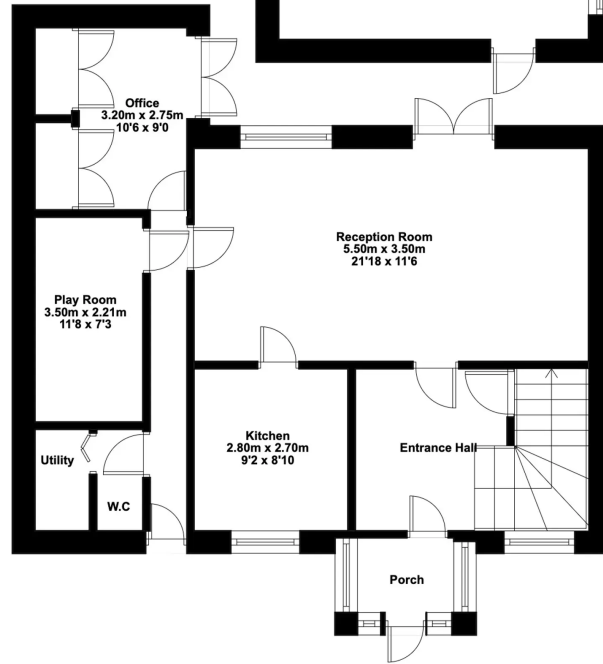 Office
3.20m x 2.75m
10'6 x 9'0
Reception Room
5.50m x 3.50m
21'18 x 11'6
Play Room
3.50m x 2.21m
11'8 x 7'3
Kitchen
2.80m x 2.70m
9'2 x 8'10
Entrance Hall
Utility
W.C
Porch